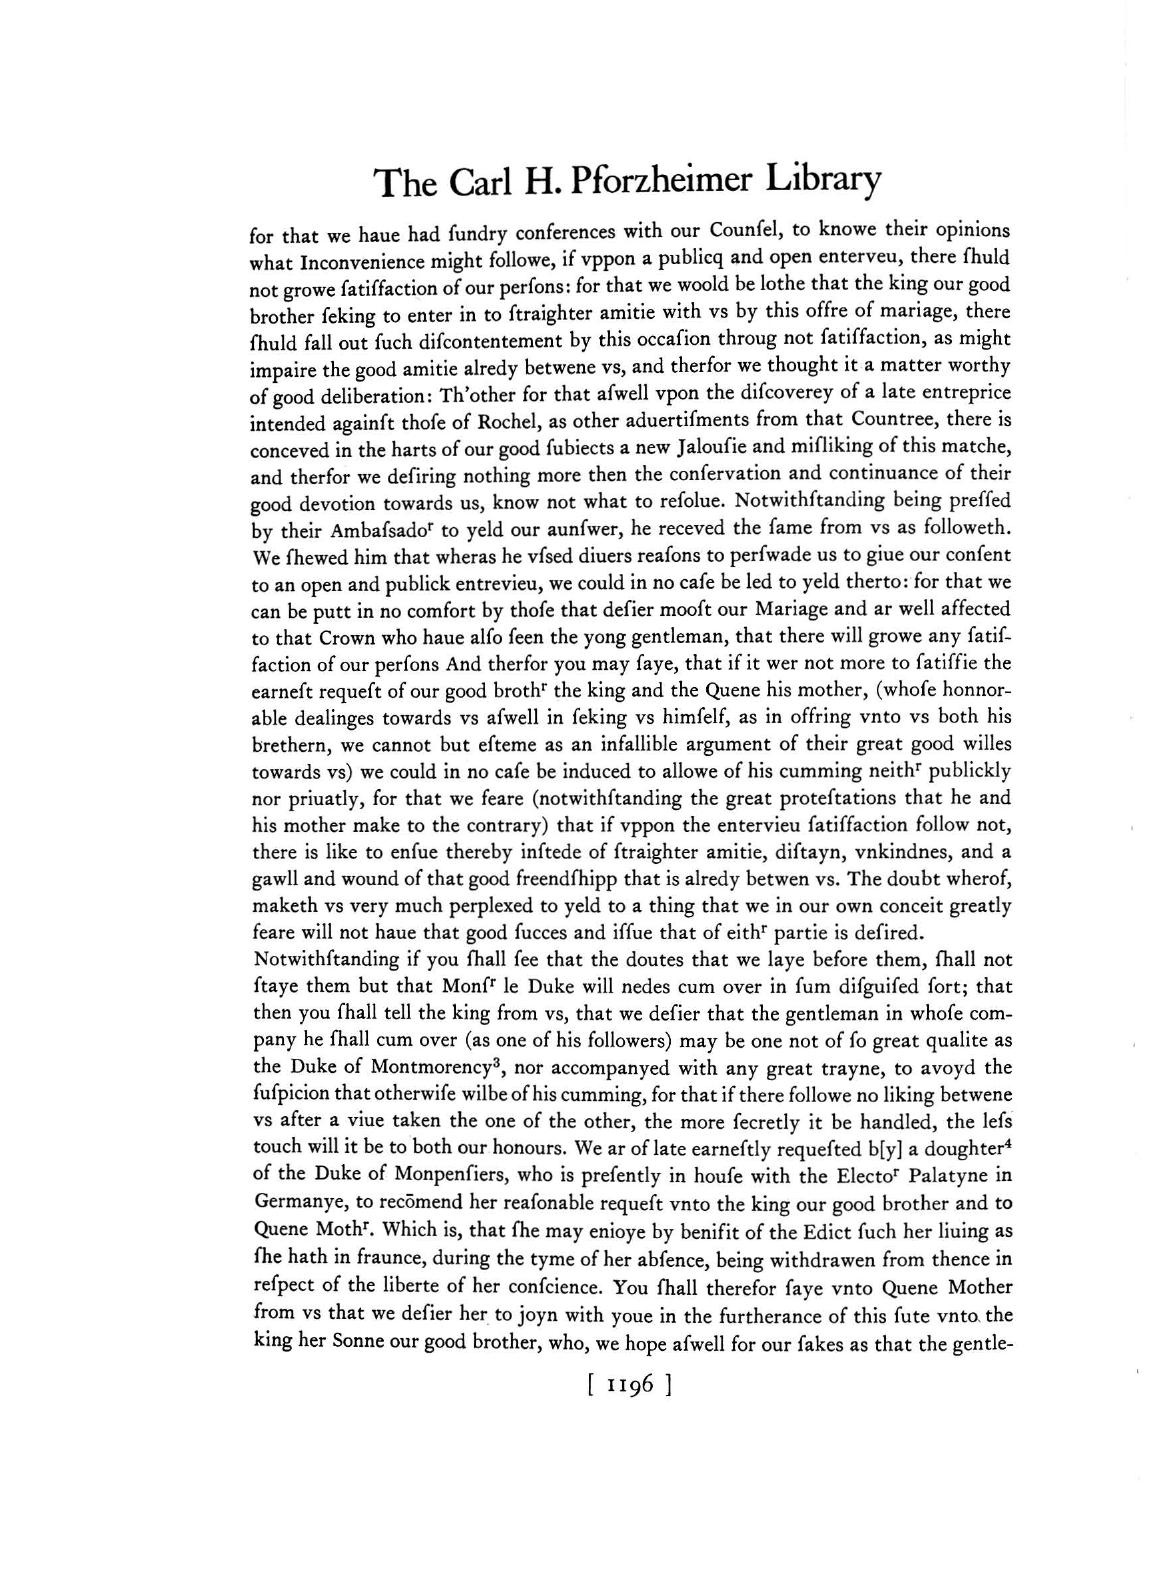 The Carl H. Pforzheimer Library
for that we haue had ſundry conferences with our Counſel, to knowe their opinions
what Inconvenience might followe, if vppon a publicq and open enterveu, there ſhuld
not growe ſatiſfaction of our perſons: for that we woold be lothe that the king our good
brother ſeking to enter in to ſtraighter amitie with vs by this offre of mariage, there
ſhuld fall out ſuch diſcontentement by this occaſion throug not ſatiſfaction, as might
impaire the good amitie alredy betwene vs, and therfor we thought it a matter worthy
of good deliberation: Th'other for that aſwell vpon the diſcoverey of a late entreprice
intended againſt thoſe of Rochel, as other aduertiſments from that Countree, there is
conceved in the harts of our good ſubiects a new Jalouſie and miſliking of this matche,
and therfor we deſiring nothing more then the conſervation and continuance of their
good devotion towards us, know not what to reſolue. Notwithſtanding being preſſed
by their Ambaſsadoʳ to yeld our aunſwer, he receved the ſame from vs as followeth.
We ſhewed him that wheras he vſsed diuers reaſons to perſwade us to giue our conſent
to an open and publick entrevieu, we could in no caſe be led to yeld therto: for that we
can be putt in no comfort by thoſe that deſier mooſt our Mariage and ar well affected
to that Crown who haue alſo ſeen the yong gentleman, that there will growe any ſatiſ-
faction of our perſons And therfor you may ſaye, that if it wer not more to ſatiſfie the
earneſt requeſt of our good brothʳ the king and the Quene his mother, (whoſe honnor-
able dealinges towards vs aſwell in ſeking vs himſelf, as in offring vnto vs both his
brethern, we cannot but eſteme as an infallible argument of their great good willes
towards vs) we could in no caſe be induced to allowe of his cumming neithʳ publickly
nor priuatly, for that we feare (notwithſtanding the great proteſtations that he and
his mother make to the contrary) that if vppon the entervieu ſatiſfaction follow not,
there is like to enſue thereby inſtede of ſtraighter amitie, diſtayn, vnkindnes, and a
gawll and wound of that good freendſhipp that is alredy betwen vs. The doubt wherof,
maketh vs very much perplexed to yeld to a thing that we in our own conceit greatly
feare will not haue that good ſucces and iſſue that of eithʳ partie is deſired.
Notwithſtanding if you ſhall ſee that the doutes that we laye before them, ſhall not
ſtaye them but that Monſʳ le Duke will nedes cum over in ſum diſguiſed ſort; that
then you ſhall tell the king from vs, that we deſier that the gentleman in whoſe com-
pany he ſhall cum over (as one of his followers) may be one not of ſo great qualite as
the Duke of Montmorency³, nor accompanyed with any great trayne, to avoyd the
ſuſpicion that otherwiſe wilbe of his cumming, for that if there followe no liking betwene
vs after a viue taken the one of the other, the more ſecretly it be handled, the leſs
touch will it be to both our honours. We ar of late earneſtly requeſted b[y] a doughter⁴
of the Duke of Monpenſiers, who is preſently in houſe with the Electoʳ Palatyne in
Germanye, to recōmend her reaſonable requeſt vnto the king our good brother and to
Quene Mothʳ. Which is, that ſhe may enioye by benifit of the Edict ſuch her liuing as
ſhe hath in fraunce, during the tyme of her abſence, being withdrawen from thence in
reſpect of the liberte of her conſcience. You ſhall therefor ſaye vnto Quene Mother
from vs that we deſier her to joyn with youe in the furtherance of this ſute vnto the
king her Sonne our good brother, who, we hope aſwell for our ſakes as that the gentle-
[ 1196 ]